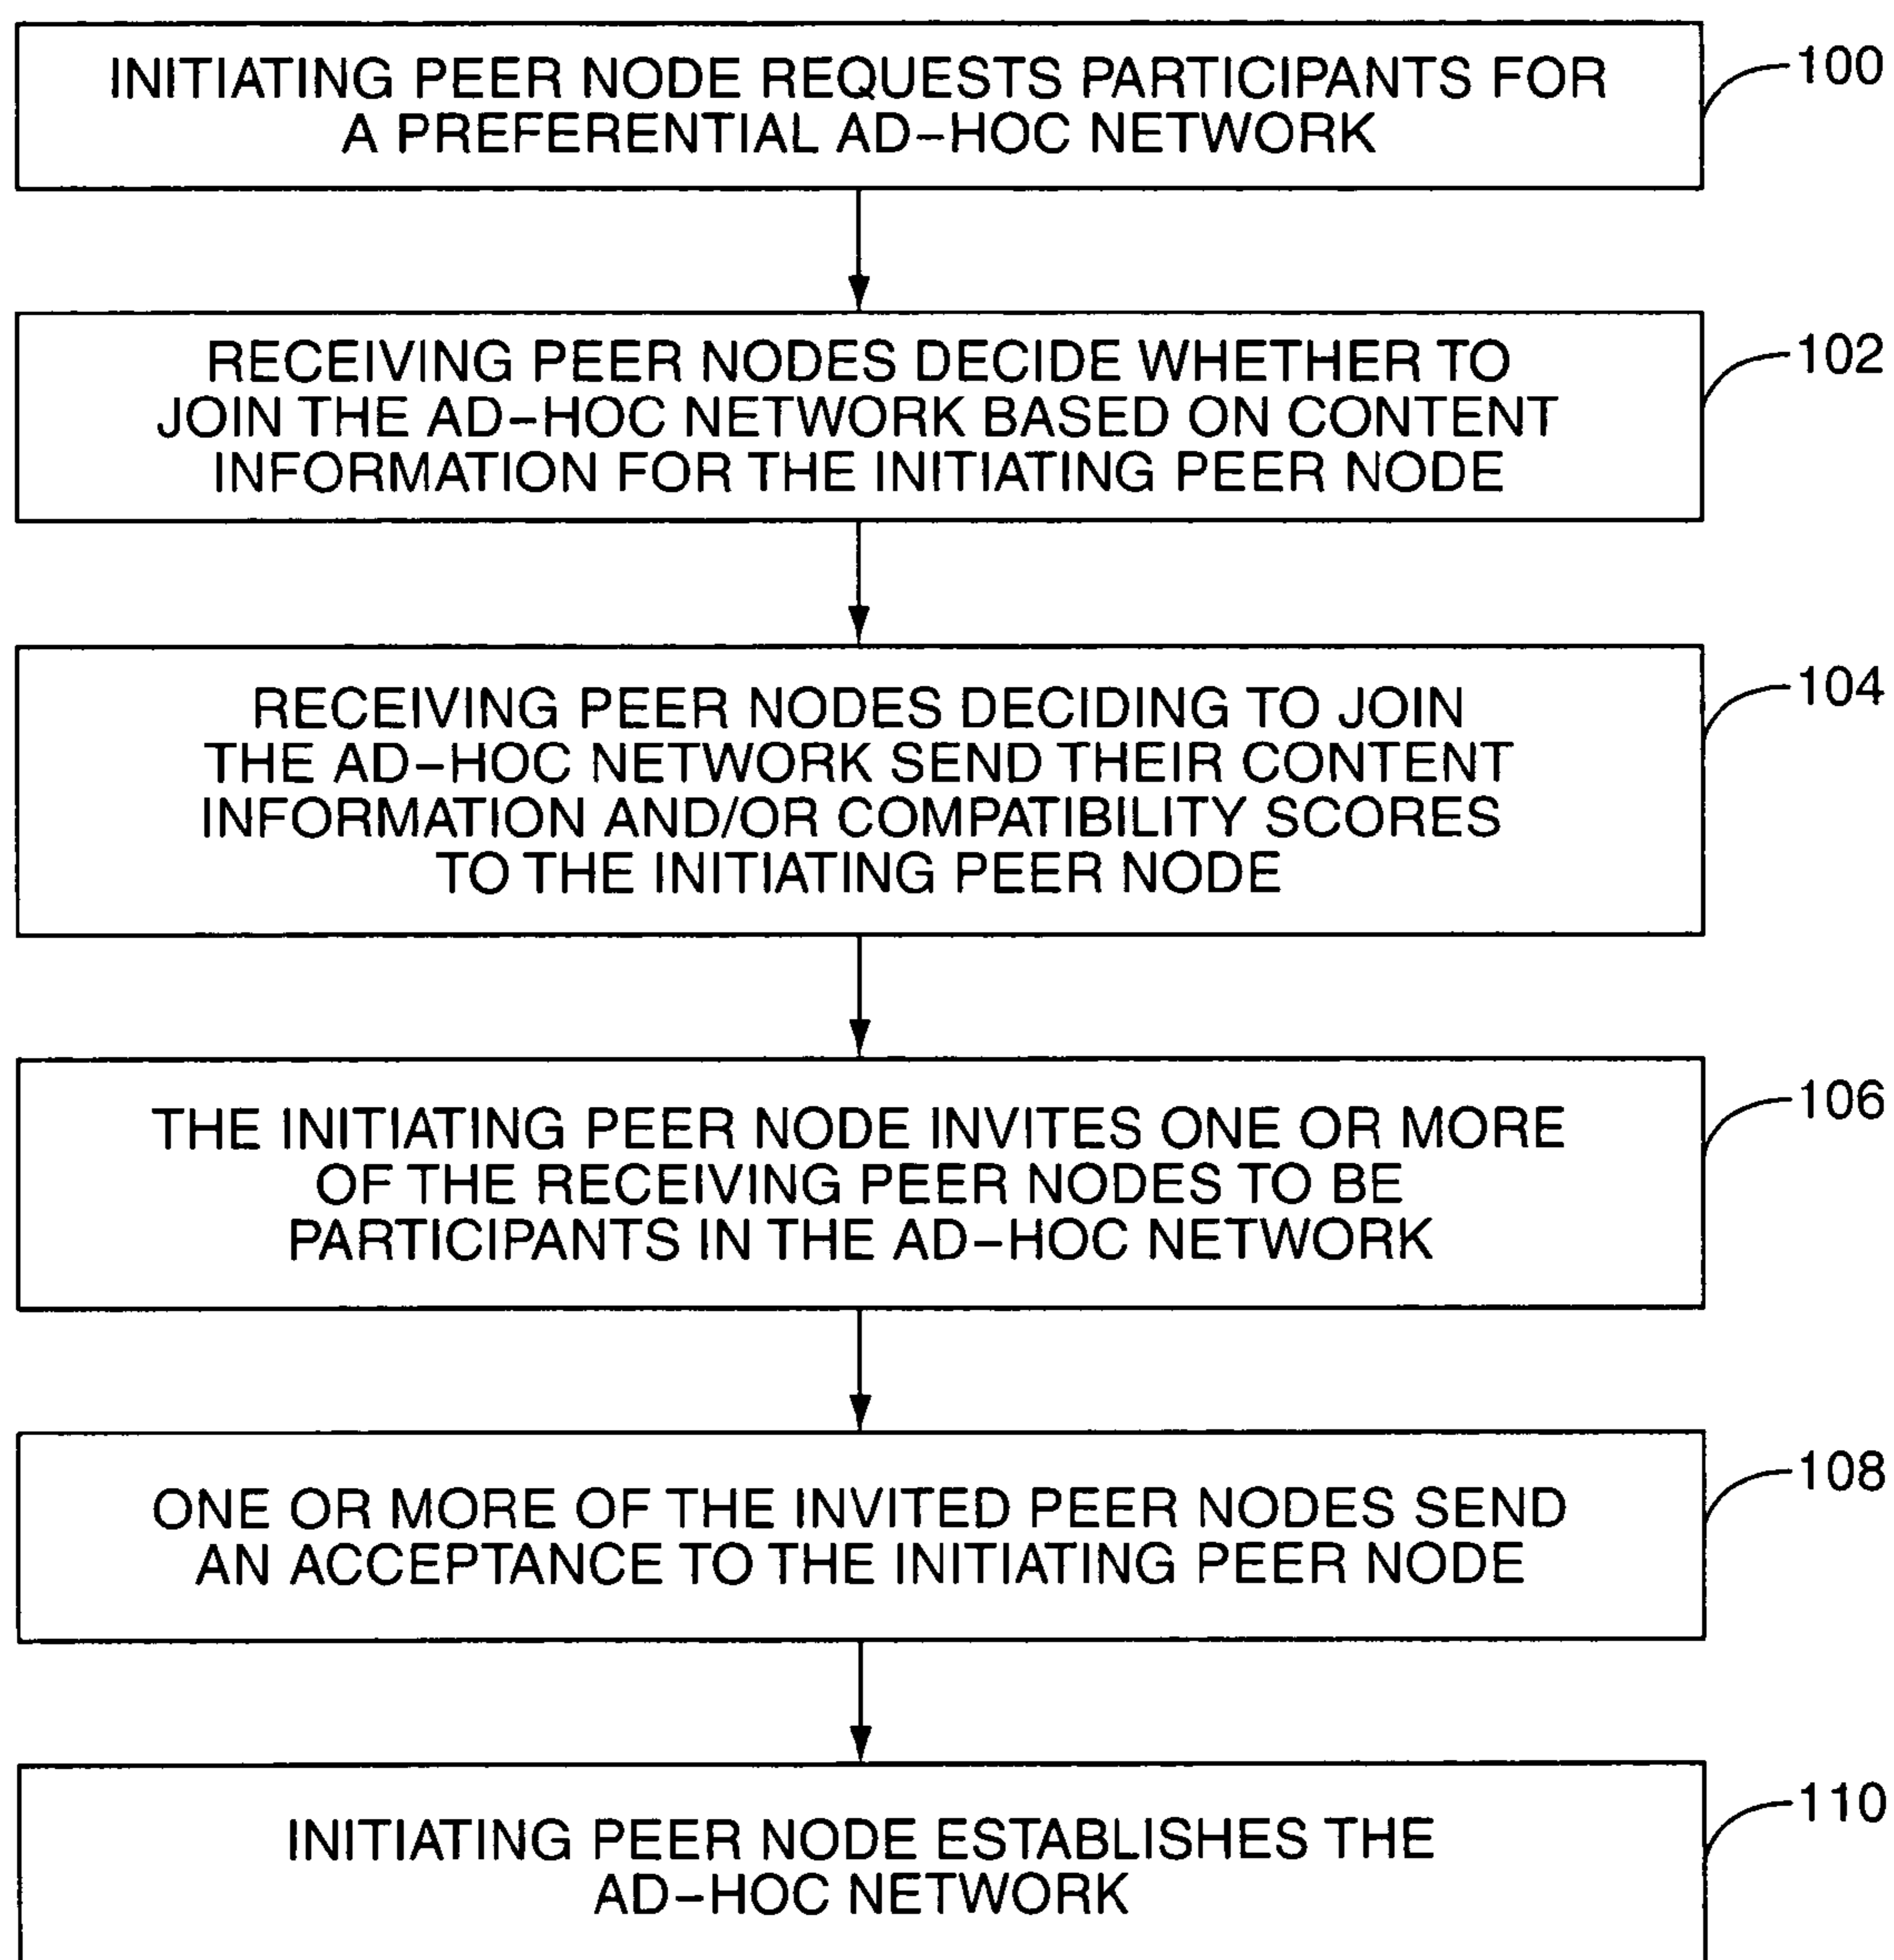 INITIATING PEER NODE REQUESTS PARTICIPANTS FOR
A PREFERENTIAL AD–HOC NETWORK
100
RECEIVING PEER NODES DECIDE WHETHER TO
JOIN THE AD–HOC NETWORK BASED ON CONTENT
INFORMATION FOR THE INITIATING PEER NODE
102
RECEIVING PEER NODES DECIDING TO JOIN
THE AD–HOC NETWORK SEND THEIR CONTENT
INFORMATION AND/OR COMPATIBILITY SCORES
TO THE INITIATING PEER NODE
104
THE INITIATING PEER NODE INVITES ONE OR MORE
OF THE RECEIVING PEER NODES TO BE
PARTICIPANTS IN THE AD–HOC NETWORK
106
ONE OR MORE OF THE INVITED PEER NODES SEND
AN ACCEPTANCE TO THE INITIATING PEER NODE
108
INITIATING PEER NODE ESTABLISHES THE
AD–HOC NETWORK
110